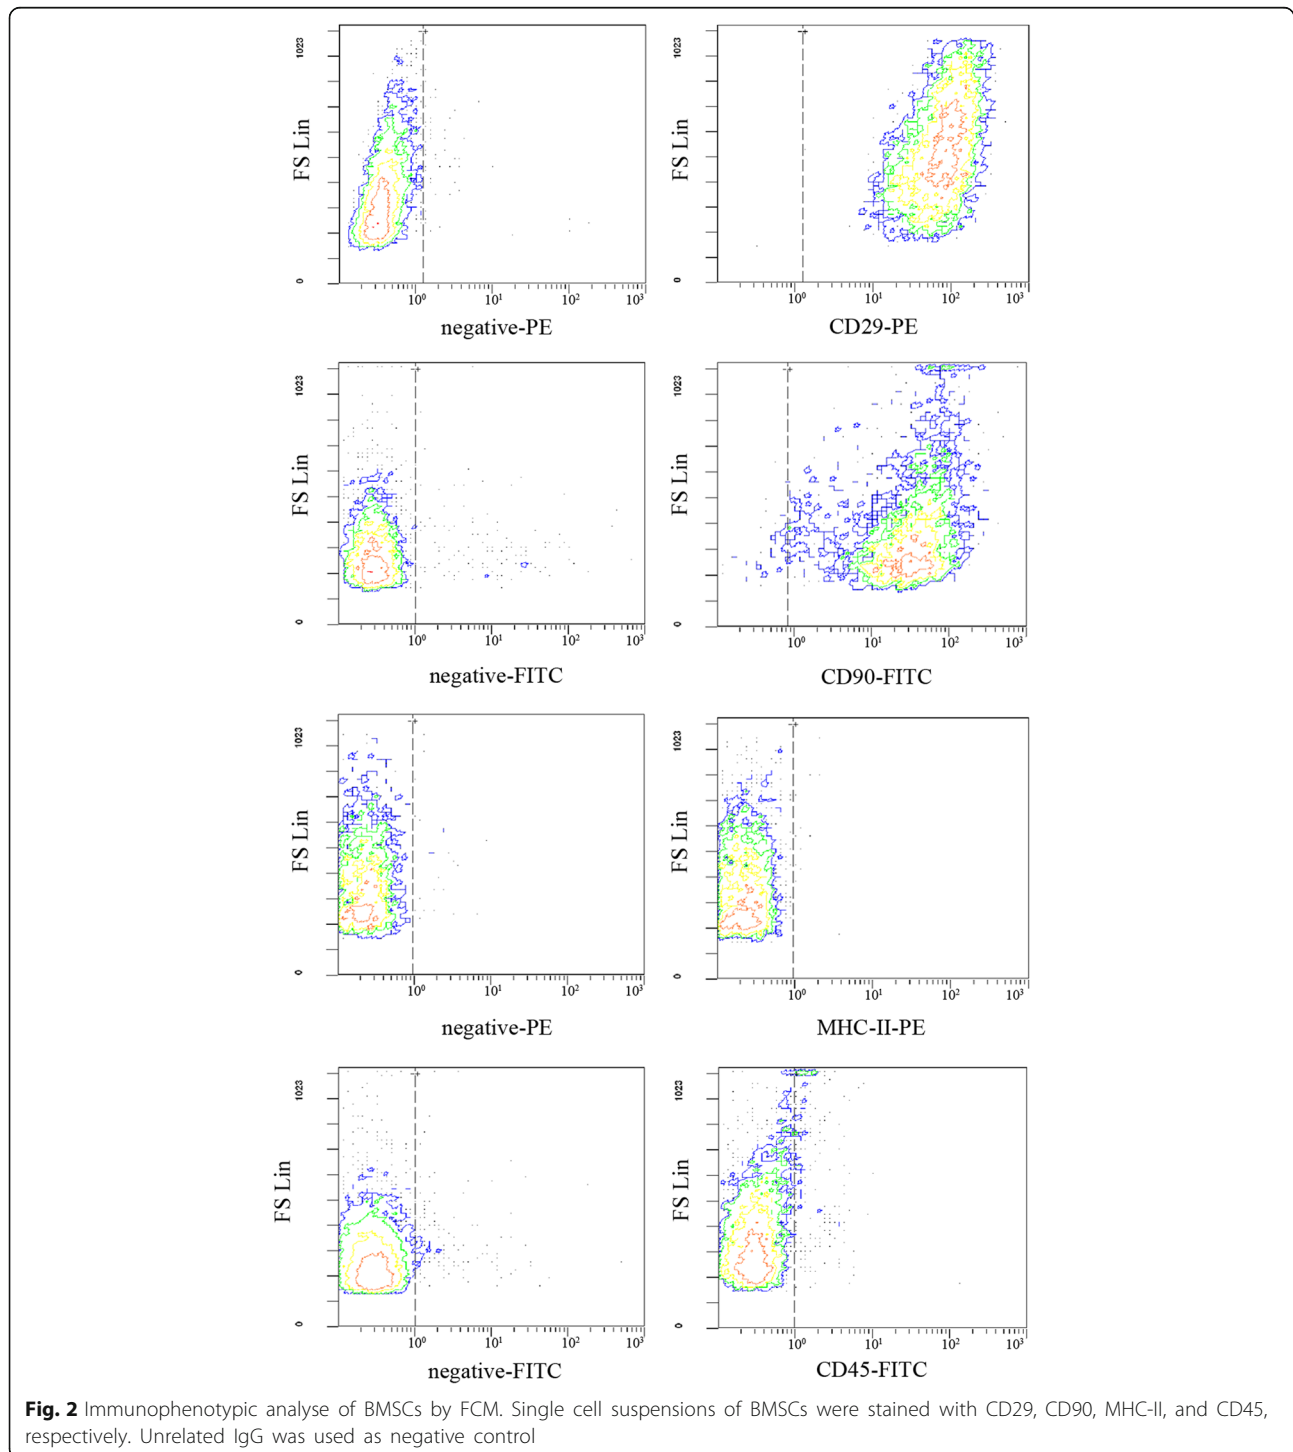 1023
FS Lin
0
10⁰ 10¹ 10² 10³
negative-PE
1023
FS Lin
0
10⁰ 10¹ 10² 10³
CD29-PE
1023
FS Lin
0
10⁰ 10¹ 10² 10³
negative-FITC
1023
FS Lin
0
10⁰ 10¹ 10² 10³
CD90-FITC
1023
FS Lin
0
10⁰ 10¹ 10² 10³
negative-PE
1023
FS Lin
0
10⁰ 10¹ 10² 10³
MHC-II-PE
1023
FS Lin
0
10⁰ 10¹ 10² 10³
negative-FITC
1023
FS Lin
0
10⁰ 10¹ 10² 10³
CD45-FITC
Fig. 2 Immunophenotypic analyse of BMSCs by FCM. Single cell suspensions of BMSCs were stained with CD29, CD90, MHC-II, and CD45,
respectively. Unrelated IgG was used as negative control